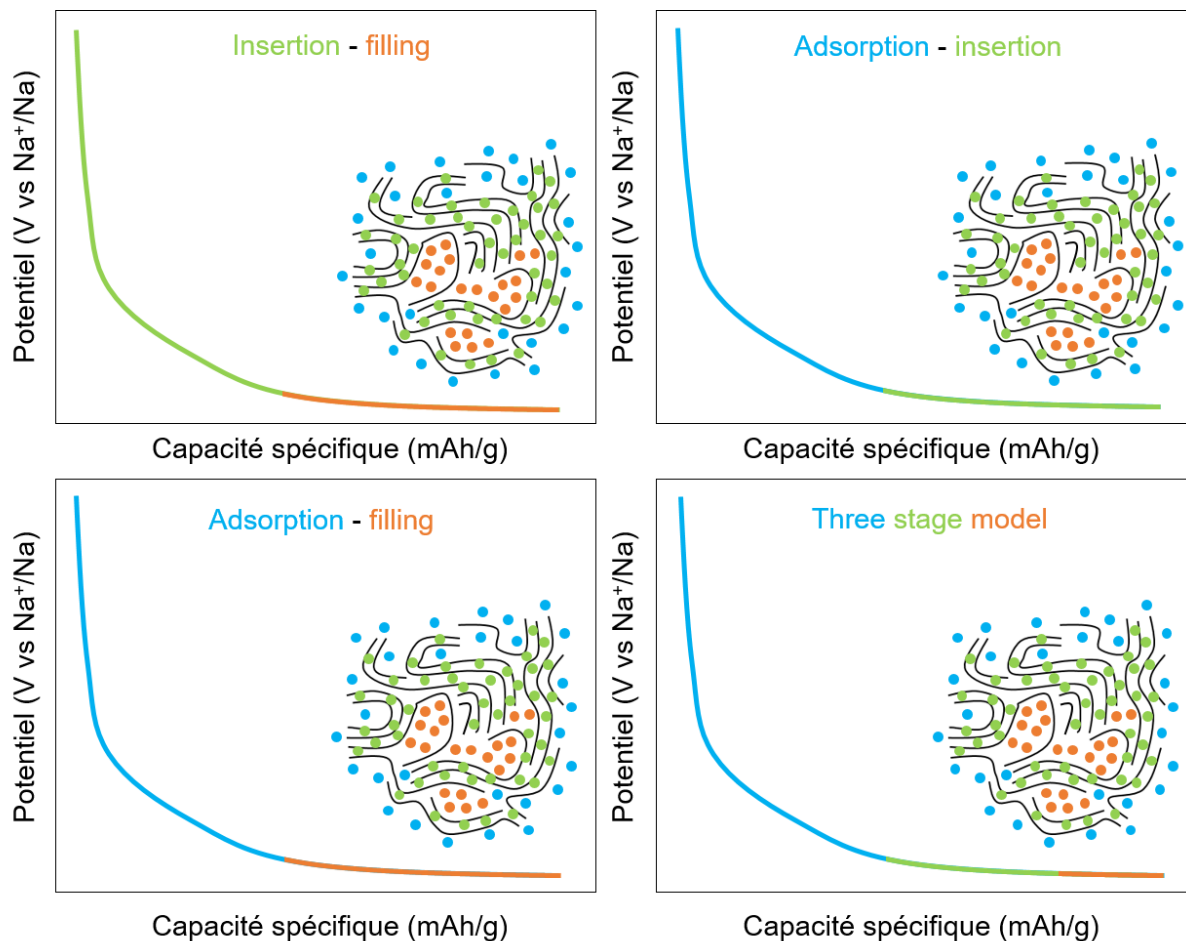 Insertion - filling
Potentiel (V vs Na⁺/Na)
Capacité spécifique (mAh/g)
Adsorption - insertion
Potentiel (V vs Na⁺/Na)
Capacité spécifique (mAh/g)
Adsorption - filling
Potentiel (V vs Na⁺/Na)
Capacité spécifique (mAh/g)
Three stage model
Potentiel (V vs Na⁺/Na)
Capacité spécifique (mAh/g)